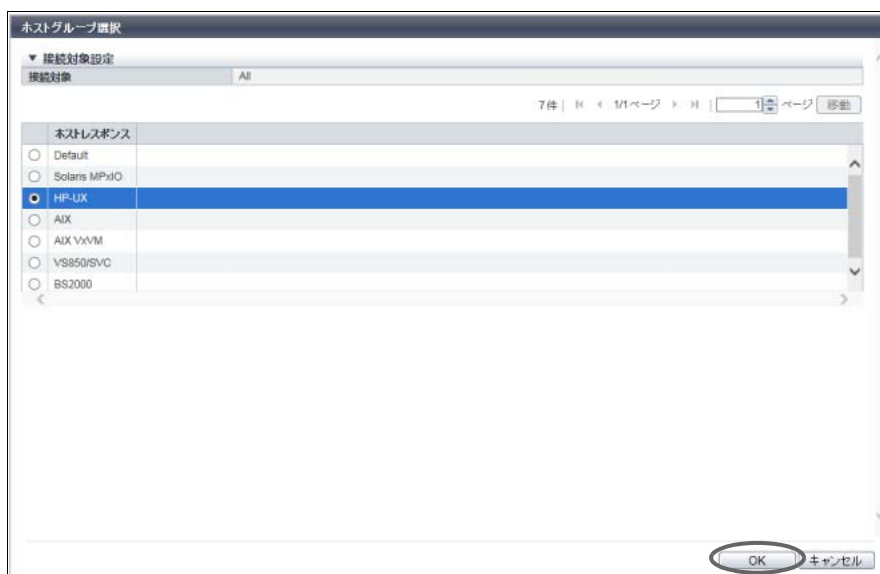 ホストグループ選択
▼ 接続対象設定
接続対象 All
7件 | 1/1ページ | 1 ページ 移動
ホストレスポンス
Default
Solaris MPxIO
HP-UX
AIX
AIX VxVM
VS850/SVC
BS2000
OK キャンセル